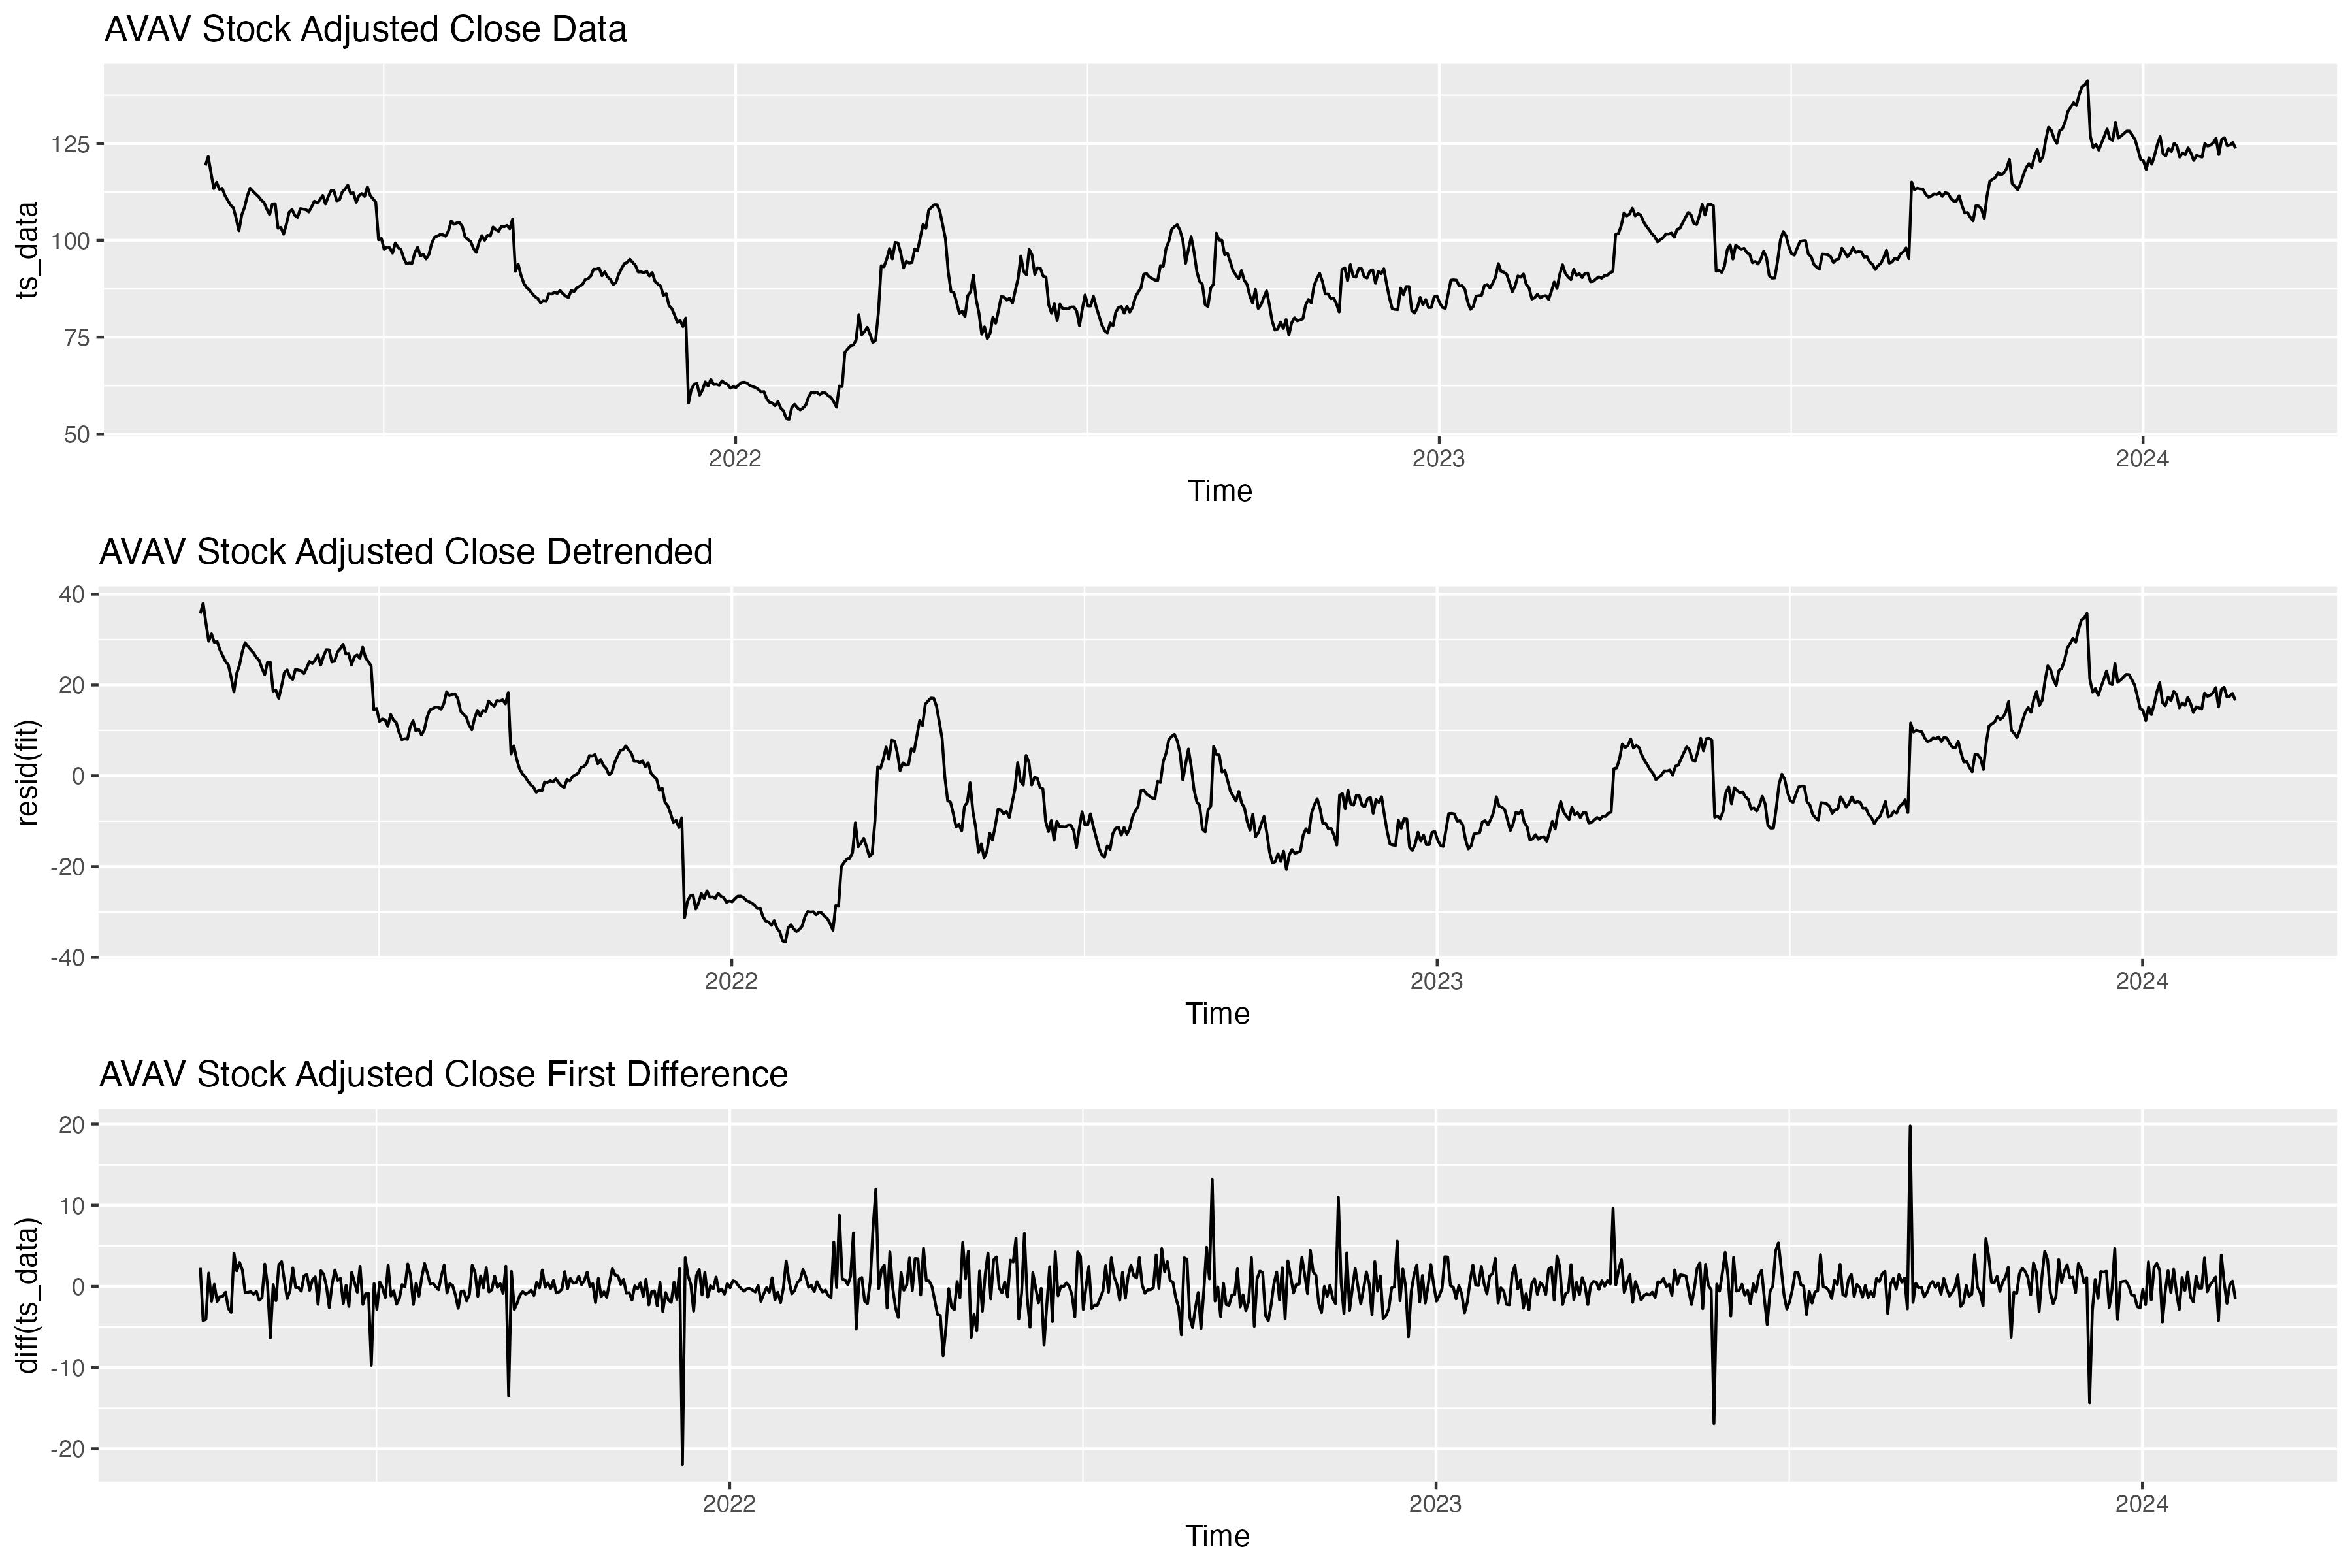 AVAV Stock Adjusted Close Data
ts_data
125
100
75
50
2022 2023 2024
Time
AVAV Stock Adjusted Close Detrended
resid(fit)
40
20
0
-20
-40
2022 2023 2024
Time
AVAV Stock Adjusted Close First Difference
diff(ts_data)
20
10
0
-10
-20
2022 2023 2024
Time